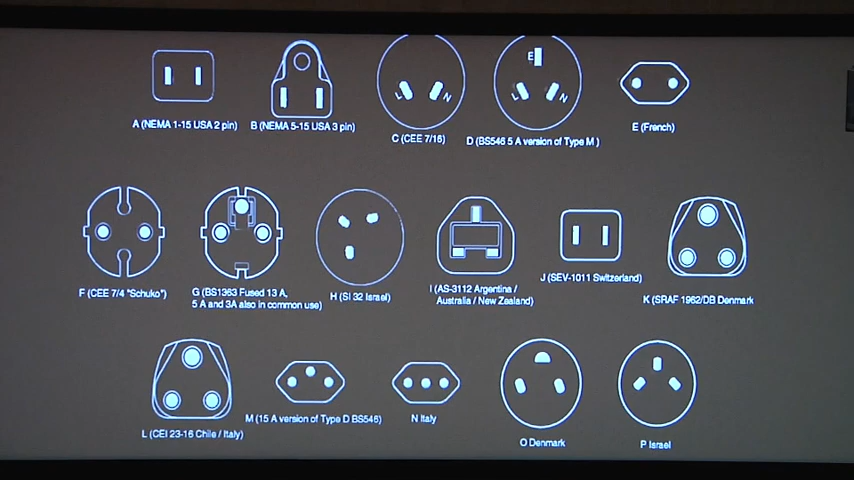 A (NEMA 1-15 USA 2 pin)
B (NEMA 5-15 USA 3 pin)
L N
C (CEE 7/16)
E
L N
D (BS546 5 A version of Type M )
E (French)
F (CEE 7/4 "Schuko")
G (BS1363 Fused 13 A,
5 A and 3A also in common use)
H (SI 32 Israel)
I (AS-3112 Argentina /
Australia / New Zealand)
J (SEV-1011 Switzerland)
K (SRAF 1962/DB Denmark
L (CEI 23-16 Chile / Italy)
M (15 A version of Type D BS546)
N Italy
O Denmark
P Israel